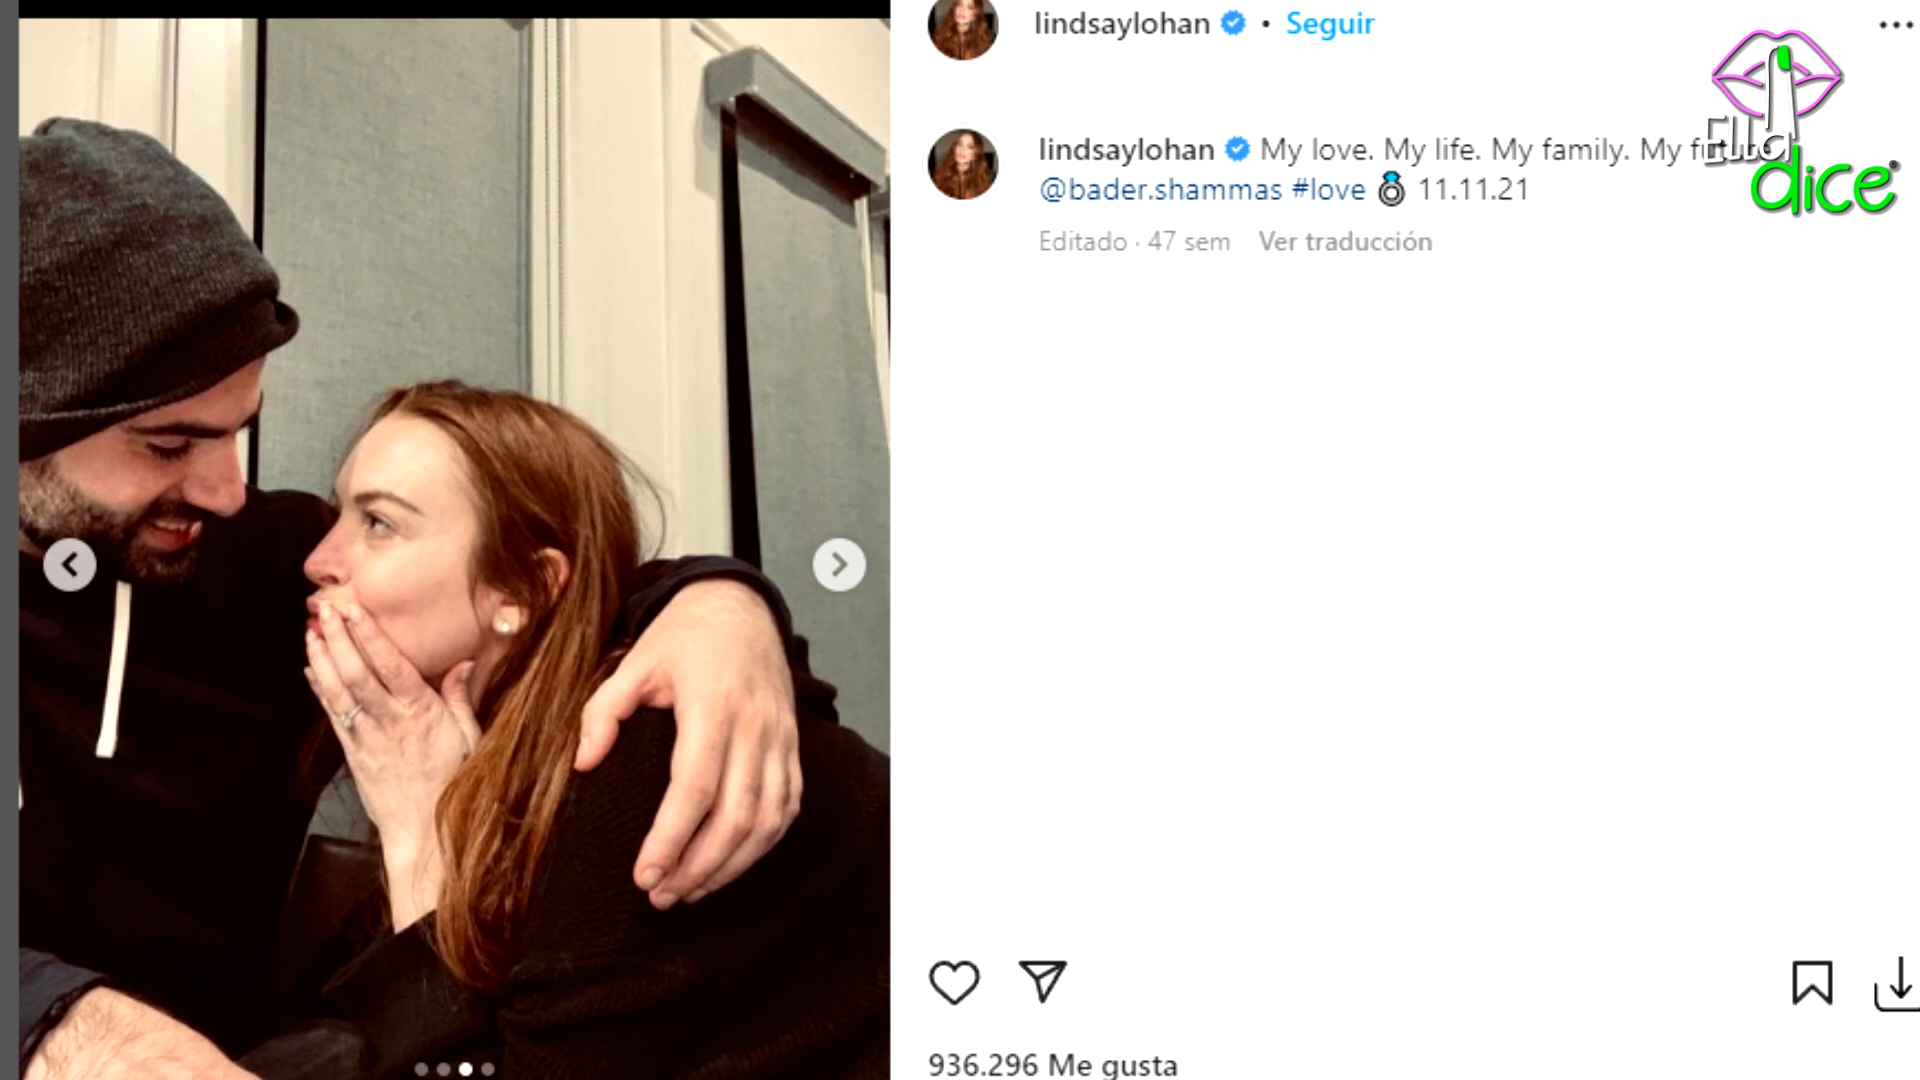 lindsaylohan • Seguir
lindsaylohan My love. My life. My family. My
@bader.shammas #love 💍 11.11.21
Editado · 47 sem Ver traducción
Ella
dice
936.296 Me gusta